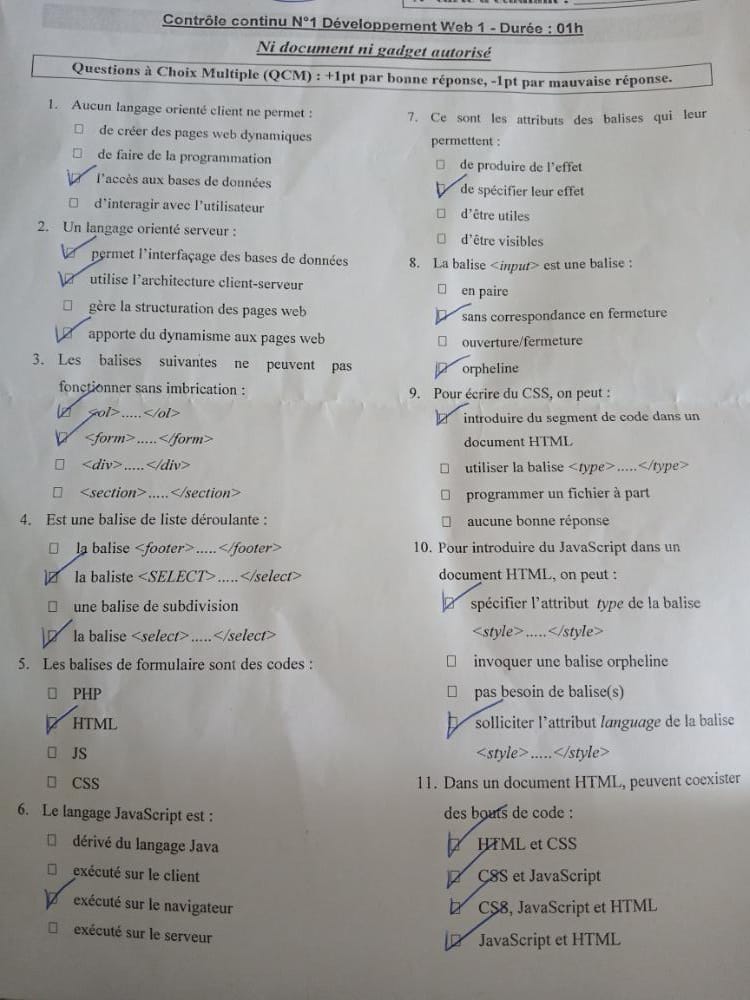 Contrôle continu N°1 Développement Web 1 - Durée : 01h
Ni document ni gadget autorisé
Questions à Choix Multiple (QCM) : +1pt par bonne réponse, -1pt par mauvaise réponse.
1. Aucun langage orienté client ne permet :
de créer des pages web dynamiques
de faire de la programmation
l'accès aux bases de données
d'interagir avec l'utilisateur
2. Un langage orienté serveur :
permet l'interfaçage des bases de données
utilise l'architecture client-serveur
gère la structuration des pages web
apporte du dynamisme aux pages web
3. Les balises suivantes ne peuvent pas
fonctionner sans imbrication :
<ol>.....</ol>
<form>.....</form>
<div>.....</div>
<section>.....</section>
4. Est une balise de liste déroulante :
la balise <footer>.....</footer>
la baliste <SELECT>.....</select>
une balise de subdivision
la balise <select>.....</select>
5. Les balises de formulaire sont des codes :
PHP
HTML
JS
CSS
6. Le langage JavaScript est :
dérivé du langage Java
exécuté sur le client
exécuté sur le navigateur
exécuté sur le serveur
7. Ce sont les attributs des balises qui leur
permettent :
de produire de l'effet
de spécifier leur effet
d'être utiles
d'être visibles
8. La balise <input> est une balise :
en paire
sans correspondance en fermeture
ouverture/fermeture
orpheline
9. Pour écrire du CSS, on peut :
introduire du segment de code dans un
document HTML
utiliser la balise <type>.....</type>
programmer un fichier à part
aucune bonne réponse
10. Pour introduire du JavaScript dans un
document HTML, on peut :
spécifier l'attribut type de la balise
<style>.....</style>
invoquer une balise orpheline
pas besoin de balise(s)
solliciter l'attribut language de la balise
<style>.....</style>
11. Dans un document HTML, peuvent coexister
des bouts de code :
HTML et CSS
CSS et JavaScript
CSS, JavaScript et HTML
JavaScript et HTML